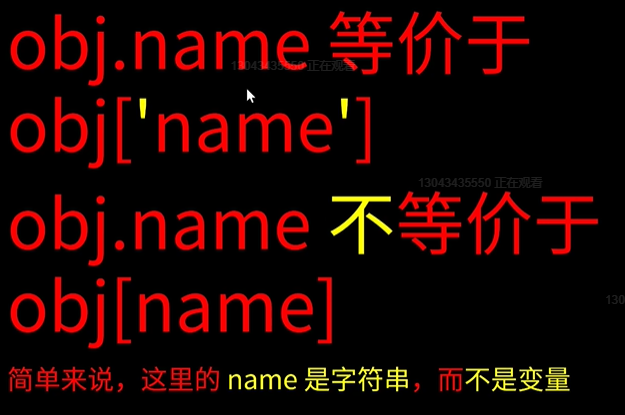 obj.name 等价于
13043435550 正在观看
obj['name']
13043435550 正在观看
obj.name 不等价于
130
obj[name]
简单来说，这里的 name 是字符串，而不是变量